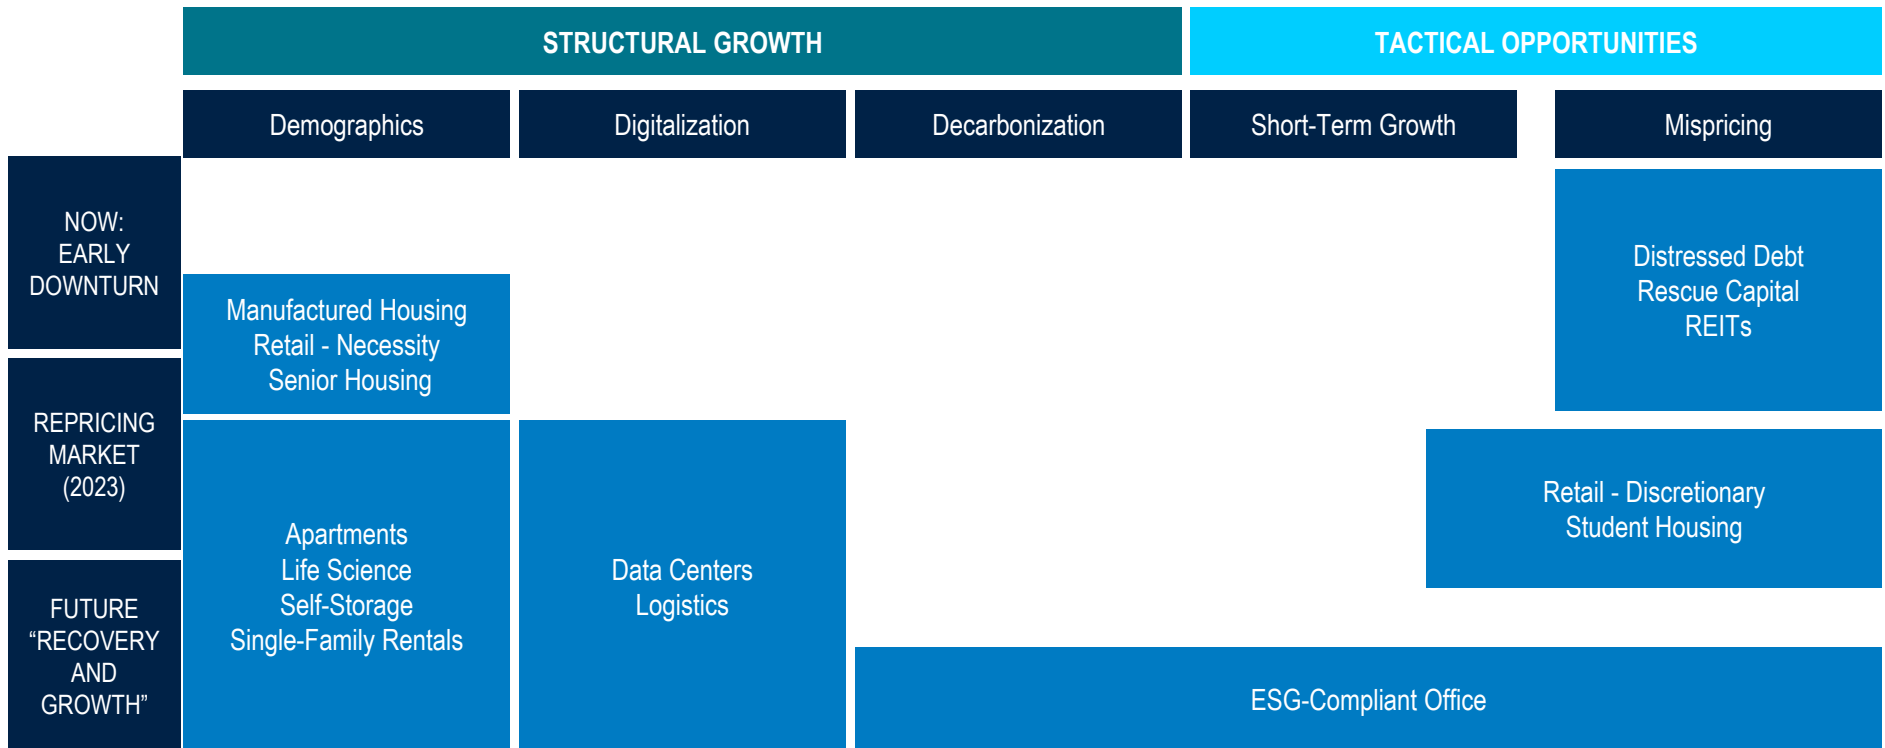 STRUCTURAL GROWTH
TACTICAL OPPORTUNITIES
Demographics
Digitalization
Decarbonization
Short-Term Growth
Mispricing
NOW:
EARLY
DOWNTURN
Manufactured Housing
Retail - Necessity
Senior Housing
Distressed Debt
Rescue Capital
REITs
REPRICING
MARKET
(2023)
Apartments
Life Science
Self-Storage
Single-Family Rentals
Data Centers
Logistics
Retail - Discretionary
Student Housing
FUTURE
“RECOVERY
AND
GROWTH”
ESG-Compliant Office